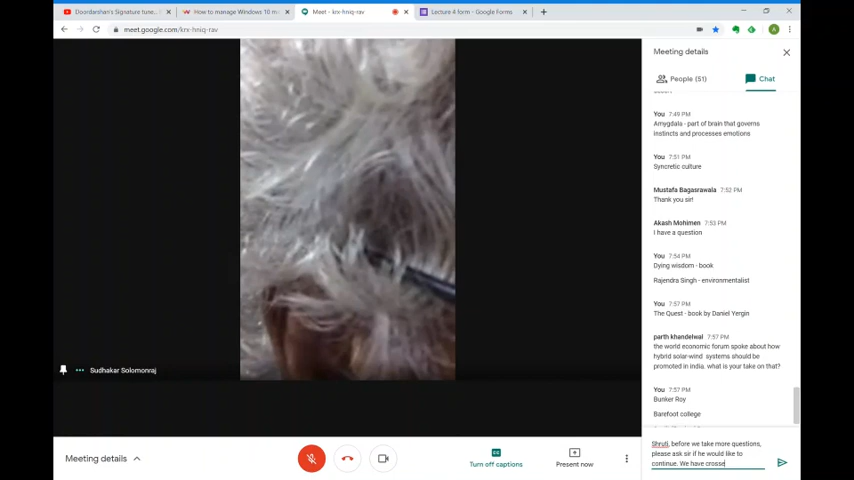 Doordarshan's Signature tune...
How to manage Windows 10 n
Meet - krx-hniq-rav
Lecture 4 form - Google Forms
meet.google.com/krx-hniq-rav
A
Meeting details
People (51)
Chat
You 7:49 PM
Amygdala - part of brain that governs
instincts and processes emotions
You 7:51 PM
Syncretic culture
Mustafa Bagasrawala 7:52 PM
Thank you sir!
Akash Mohimen 7:53 PM
I have a question
You 7:54 PM
Dying wisdom - book
Rajendra Singh - environmentalist
You 7:57 PM
The Quest - book by Daniel Yergin
parth khandelwal 7:57 PM
the world economic forum spoke about how
hybrid solar-wind systems should be
promoted in india. what is your take on that?
You 7:57 PM
Bunker Roy
Barefoot college
Shruti, before we take more questions,
please ask sir if he would like to
continue. We have crosse
Sudhakar Solomonraj
Meeting details
Turn off captions
Present now